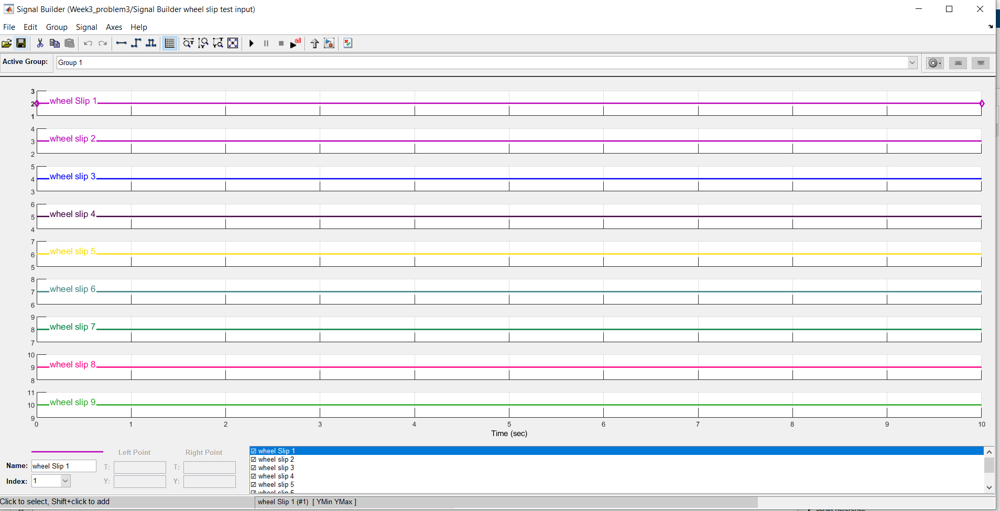 Signal Builder (Week3_problem3/Signal Builder wheel slip test input)
File Edit Group Signal Axes Help
all
Active Group: Group 1
3
2 wheel Slip 1
1
4
3 wheel slip 2
2
5
4 wheel slip 3
3
6
5 wheel slip 4
4
7
6 wheel slip 5
5
8
7 wheel slip 6
6
9
8 wheel slip 7
7
10
9 wheel slip 8
8
11
10 wheel slip 9
9
0 1 2 3 4 5 6 7 8 9 10
Time (sec)
Left Point Right Point
Name: wheel Slip 1 T: T:
Index: 1 Y: Y:
wheel Slip 1
wheel slip 2
wheel slip 3
wheel slip 4
wheel slip 5
wheel slip 6
Click to select, Shift+click to add
wheel Slip 1 (#1) [ YMin YMax ]
Script Reference